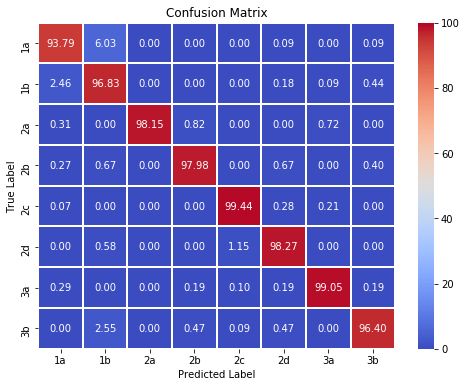 Confusion Matrix
True Label
1a 93.79 6.03 0.00 0.00 0.00 0.09 0.00 0.09
1b 2.46 96.83 0.00 0.00 0.00 0.18 0.09 0.44
2a 0.31 0.00 98.15 0.82 0.00 0.00 0.72 0.00
2b 0.27 0.67 0.00 97.98 0.00 0.67 0.00 0.40
2c 0.07 0.00 0.00 0.00 99.44 0.28 0.21 0.00
2d 0.00 0.58 0.00 0.00 1.15 98.27 0.00 0.00
3a 0.29 0.00 0.00 0.19 0.10 0.19 99.05 0.19
3b 0.00 2.55 0.00 0.47 0.09 0.47 0.00 96.40
1a 1b 2a 2b 2c 2d 3a 3b
Predicted Label
100
80
60
40
20
0